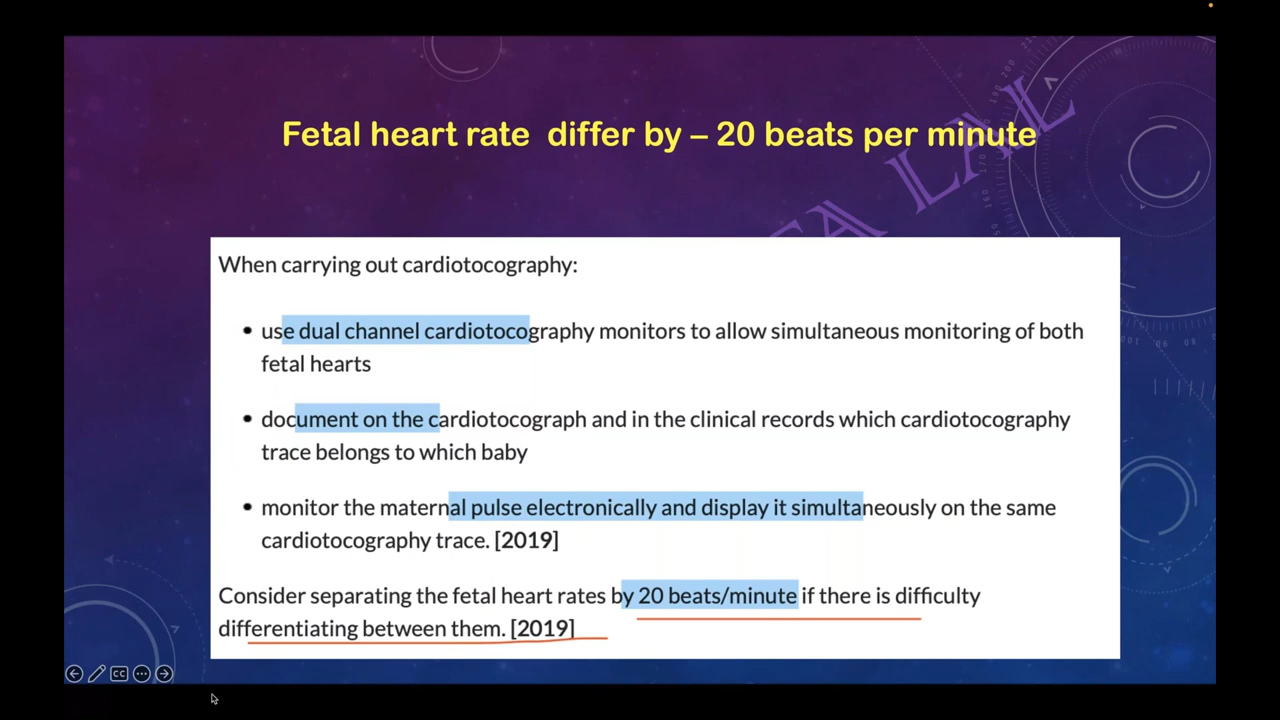 Fetal heart rate differ by – 20 beats per minute
LAL
When carrying out cardiotocography:
• use dual channel cardiotocography monitors to allow simultaneous monitoring of both
fetal hearts
• document on the cardiotocograph and in the clinical records which cardiotocography
trace belongs to which baby
• monitor the maternal pulse electronically and display it simultaneously on the same
cardiotocography trace. [2019]
Consider separating the fetal heart rates by 20 beats/minute if there is difficulty
differentiating between them. [2019]
CC